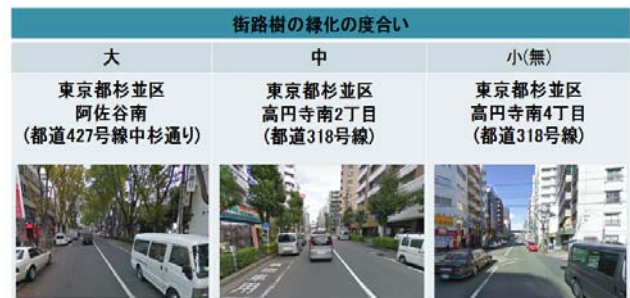 街路樹の緑化の度合い
大
中
小(無)
東京都杉並区
阿佐谷南
(都道427号線中杉通り)
東京都杉並区
高円寺南2丁目
(都道318号線)
東京都杉並区
高円寺南4丁目
(都道318号線)